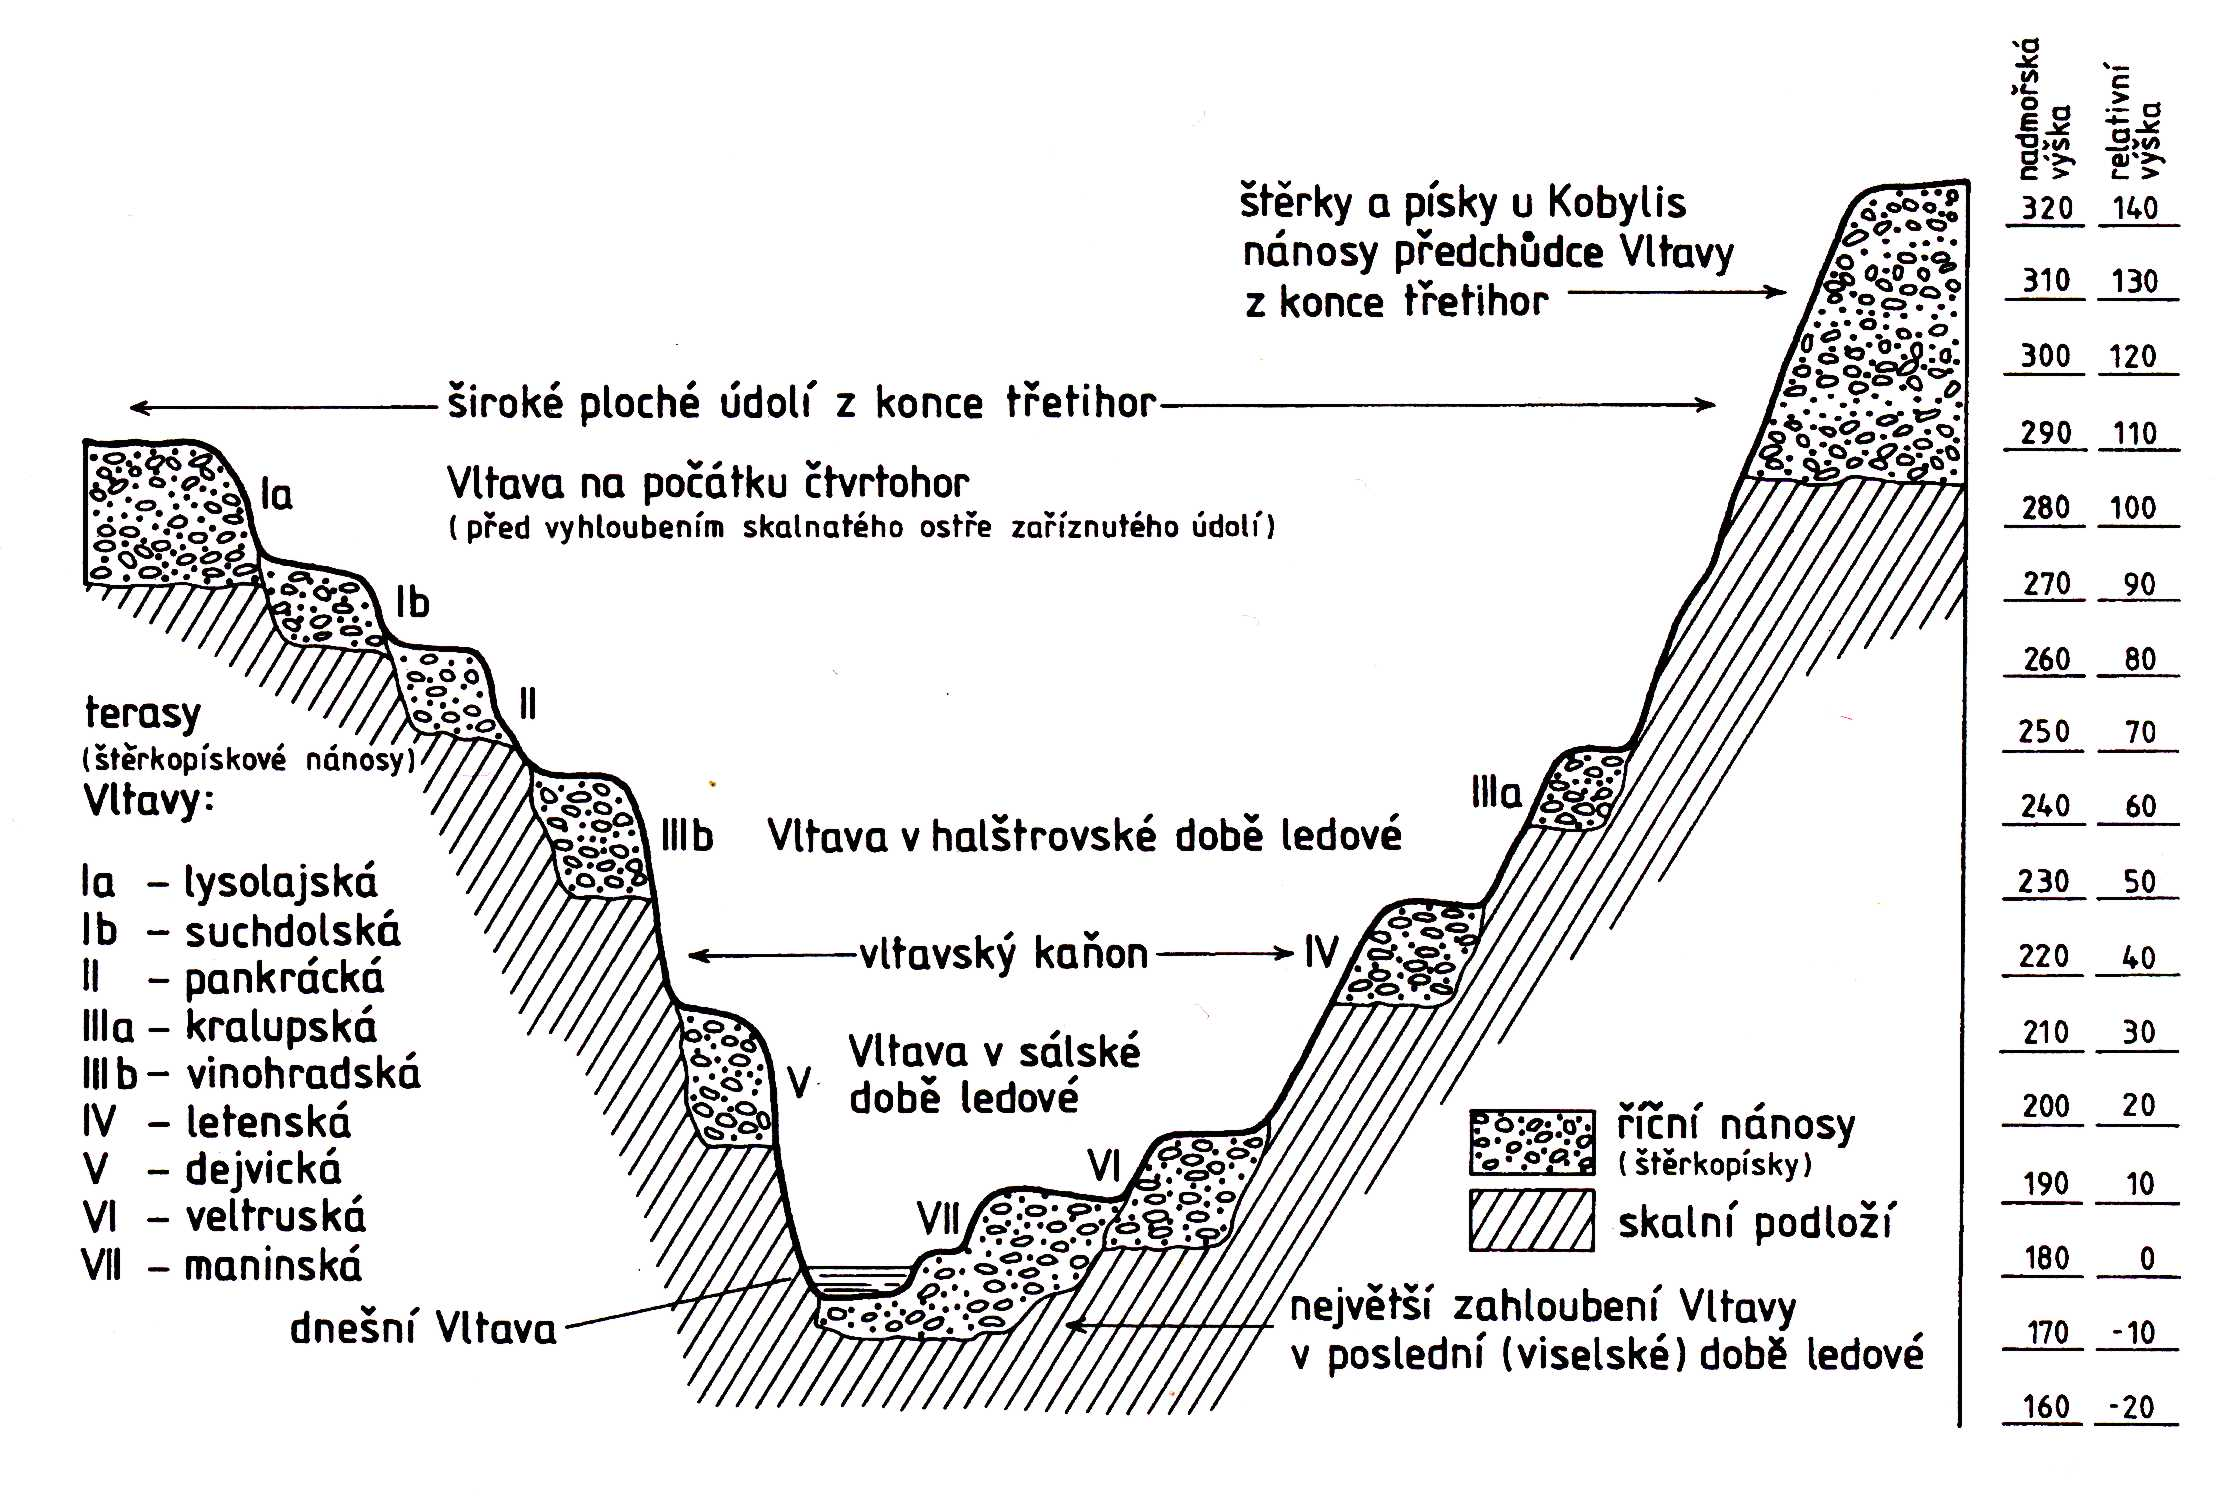 nadmořská
výška
relativní
výška
štěrky a písky u Kobylis
nánosy předchůdce Vltavy
z konce třetihor
320 140
310 130
300 120
290 110
280 100
270 90
260 80
250 70
240 60
230 50
220 40
210 30
200 20
190 10
180 0
170 -10
160 -20
široké ploché údolí z konce třetihor
Vltava na počátku čtvrtohor
(před vyhloubením skalnatého ostře zaříznutého údolí)
Ia
Ib
II
IIIb
Vltava v halštrovské době ledové
IIIa
vltavský kaňon
IV
V
Vltava v sálské
době ledové
VI
VII
terasy
(štěrkopískové nánosy)
Vltavy:
Ia – lysolajská
Ib – suchdolská
II – pankrácká
IIIa – kralupská
IIIb – vinohradská
IV – letenská
V – dejvická
VI – veltruská
VII – maninská
dnešní Vltava
říční nánosy
(štěrkopísky)
skalní podloží
největší zahloubení Vltavy
v poslední (viselské) době ledové